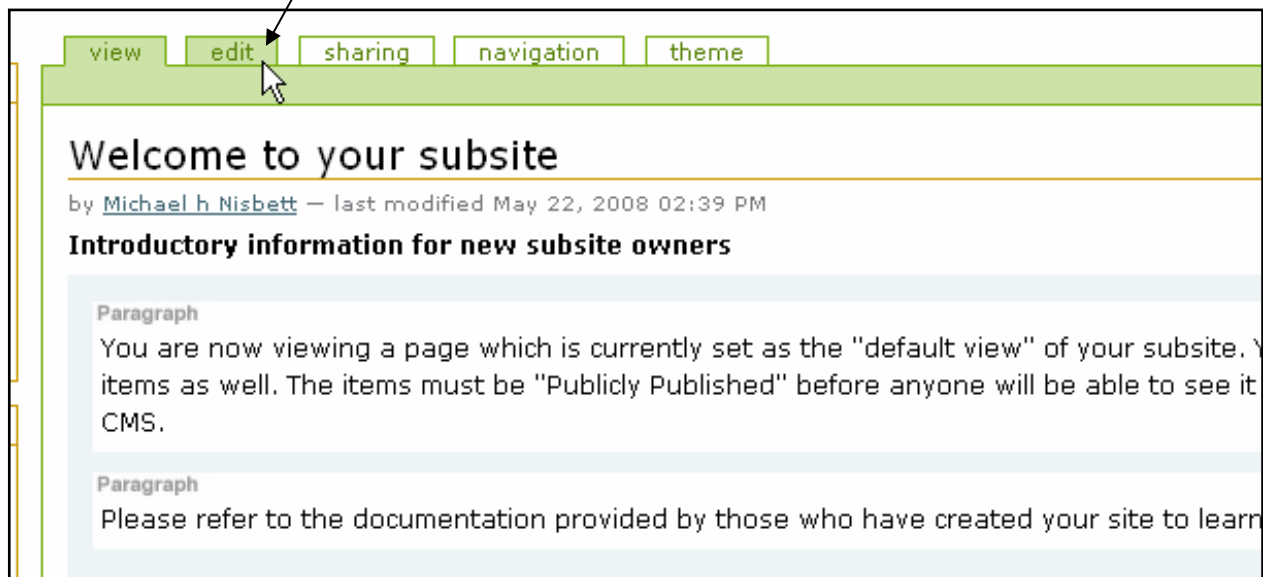 view edit sharing navigation theme
Welcome to your subsite
by Michael h Nisbett — last modified May 22, 2008 02:39 PM
Introductory information for new subsite owners
Paragraph
You are now viewing a page which is currently set as the "default view" of your subsite.
items as well. The items must be "Publicly Published" before anyone will be able to see it
CMS.
Paragraph
Please refer to the documentation provided by those who have created your site to learn